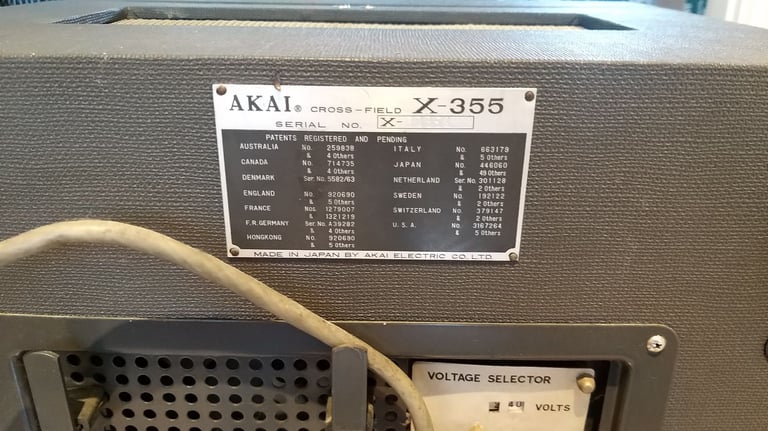 AKAI® CROSS-FIELD X-355
SERIAL NO. X-
PATENTS REGISTERED AND PENDING
AUSTRALIA No. 259838
& 4 Others
CANADA No. 714735
& 4 Others
DENMARK Ser. No. 5582/63
ENGLAND No. 920690
& 5 Others
FRANCE Nos. 1279007
& 1321219
F.R. GERMANY Ser. No. A39282
& 4 Others
HONGKONG No. 920690
& 5 Others
ITALY No. 663179
& 5 Others
JAPAN No. 446060
& 49 Others
NETHERLAND Ser. No. 301128
& 2 Others
SWEDEN No. 192122
& 2 Others
SWITZERLAND No. 379147
& 2 Others
U.S.A. No. 3167264
& 5 Others
MADE IN JAPAN BY AKAI ELECTRIC CO., LTD.
VOLTAGE SELECTOR
VOLTS